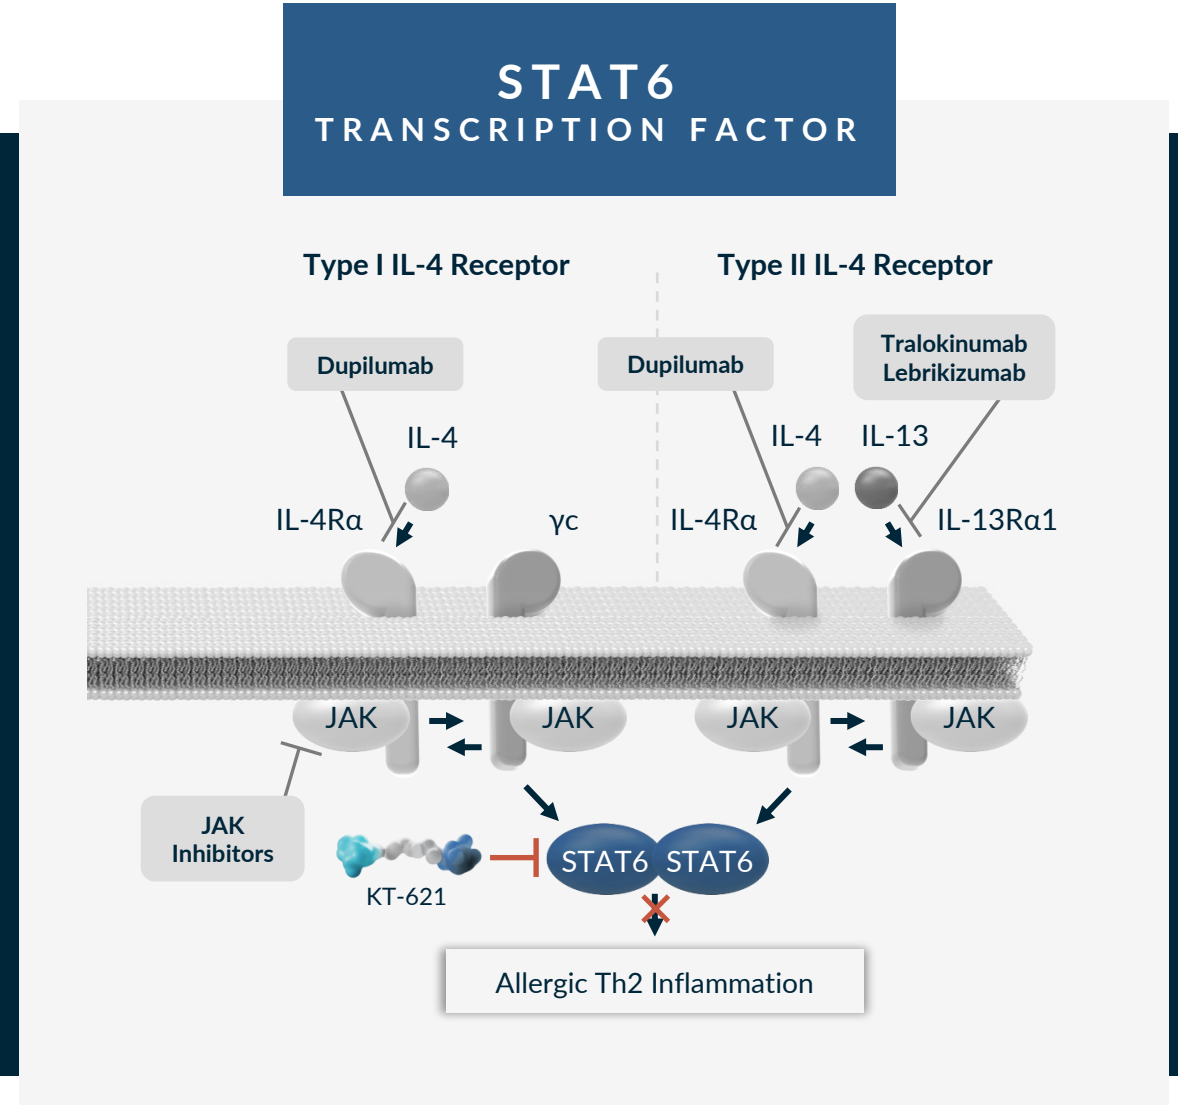 STAT6
TRANSCRIPTION FACTOR
Type I IL-4 Receptor
Type II IL-4 Receptor
Dupilumab
Dupilumab
Tralokinumab
Lebrikizumab
IL-4
IL-4
IL-13
IL-4Rα
γc
IL-4Rα
IL-13Rα1
JAK
JAK
JAK
JAK
JAK
Inhibitors
KT-621
STAT6
STAT6
Allergic Th2 Inflammation